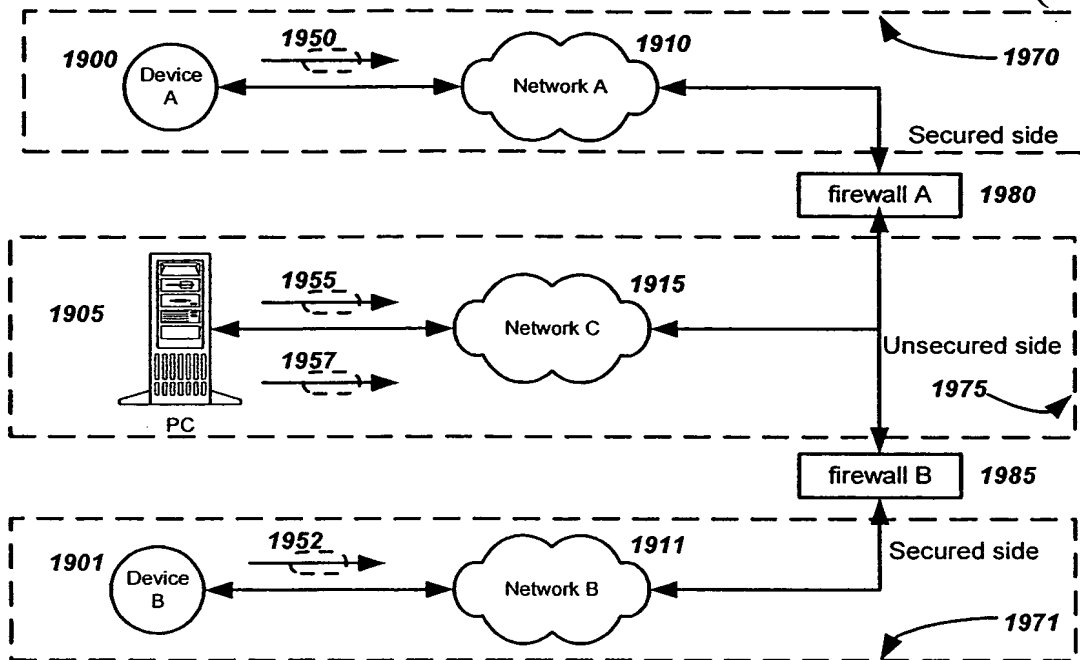 1950
1910
1900
Device
A
Network A
1970
Secured side
firewall A
1980
1955
1915
1905
Network C
Unsecured side
1957
1975
PC
firewall B
1985
1952
1911
1901
Device
B
Network B
Secured side
1971